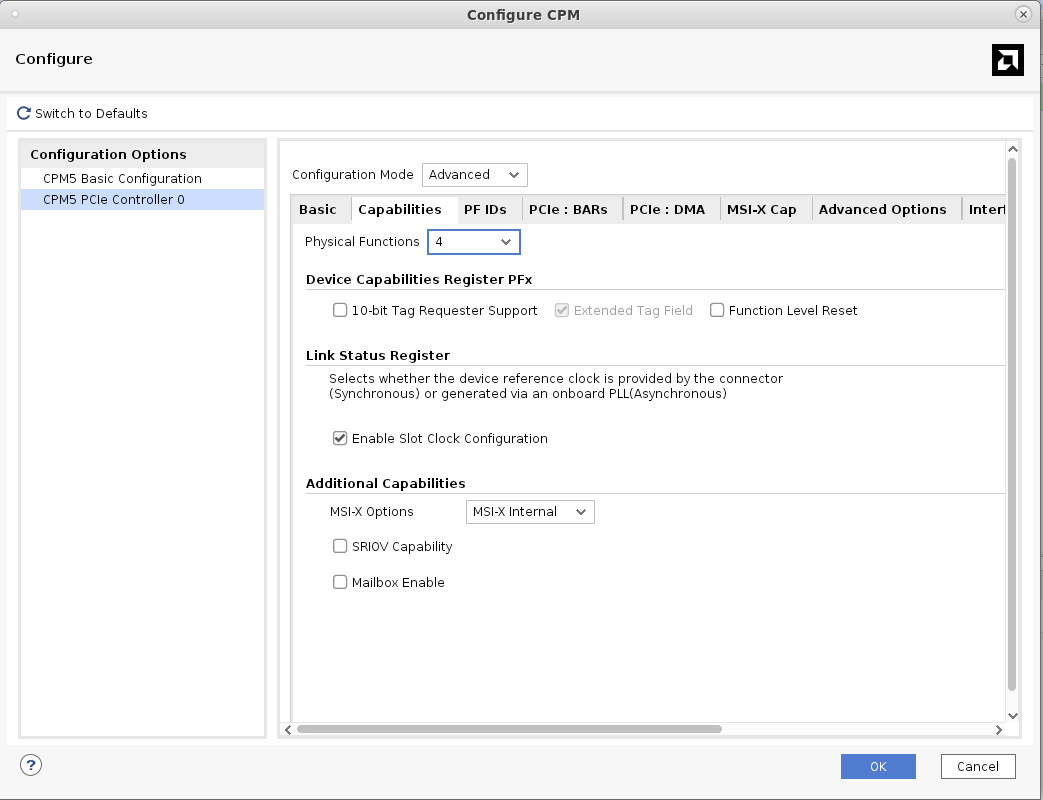 Configure CPM
Configure
Switch to Defaults
Configuration Options
CPM5 Basic Configuration
CPM5 PCIe Controller 0
Configuration Mode Advanced
Basic Capabilities PF IDs PCIe : BARs PCIe : DMA MSI-X Cap Advanced Options Interf
Physical Functions 4
Device Capabilities Register PFx
10-bit Tag Requester Support Extended Tag Field Function Level Reset
Link Status Register
Selects whether the device reference clock is provided by the connector
(Synchronous) or generated via an onboard PLL(Asynchronous)
Enable Slot Clock Configuration
Additional Capabilities
MSI-X Options MSI-X Internal
SRIOV Capability
Mailbox Enable
?
OK Cancel